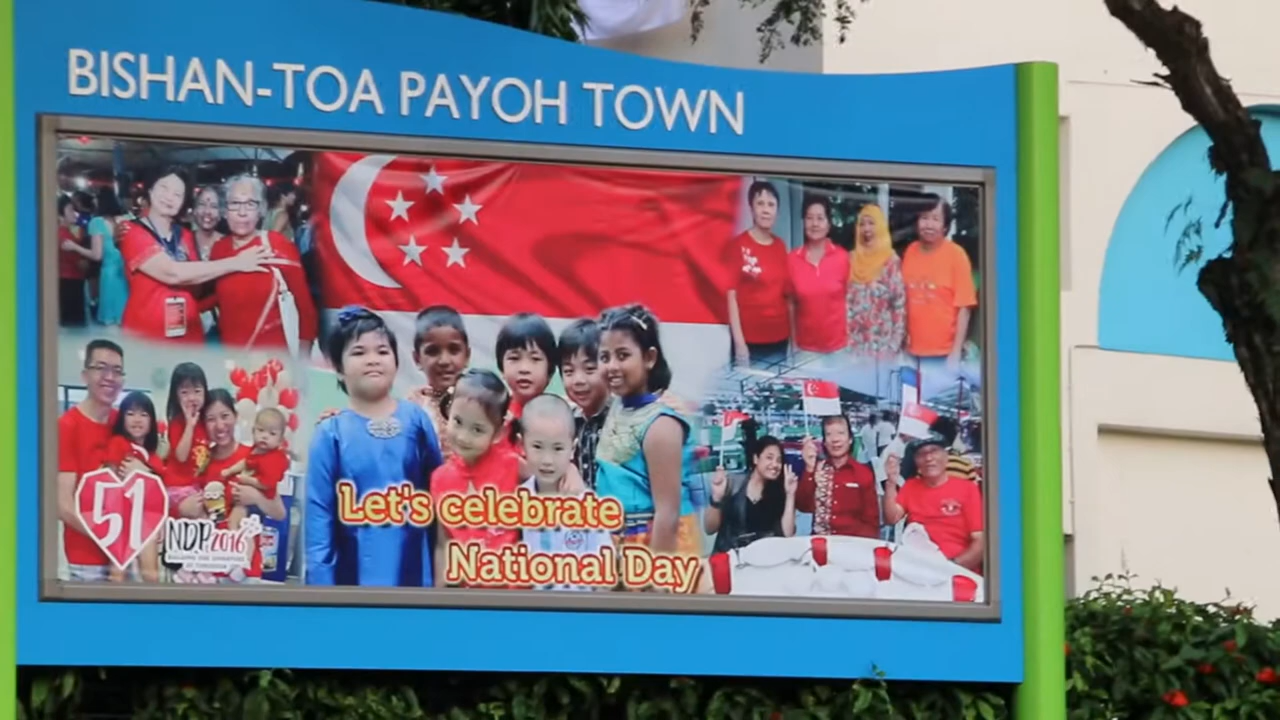 BISHAN-TOA PAYOH TOWN
51
NDP2016
Let's celebrate
National Day